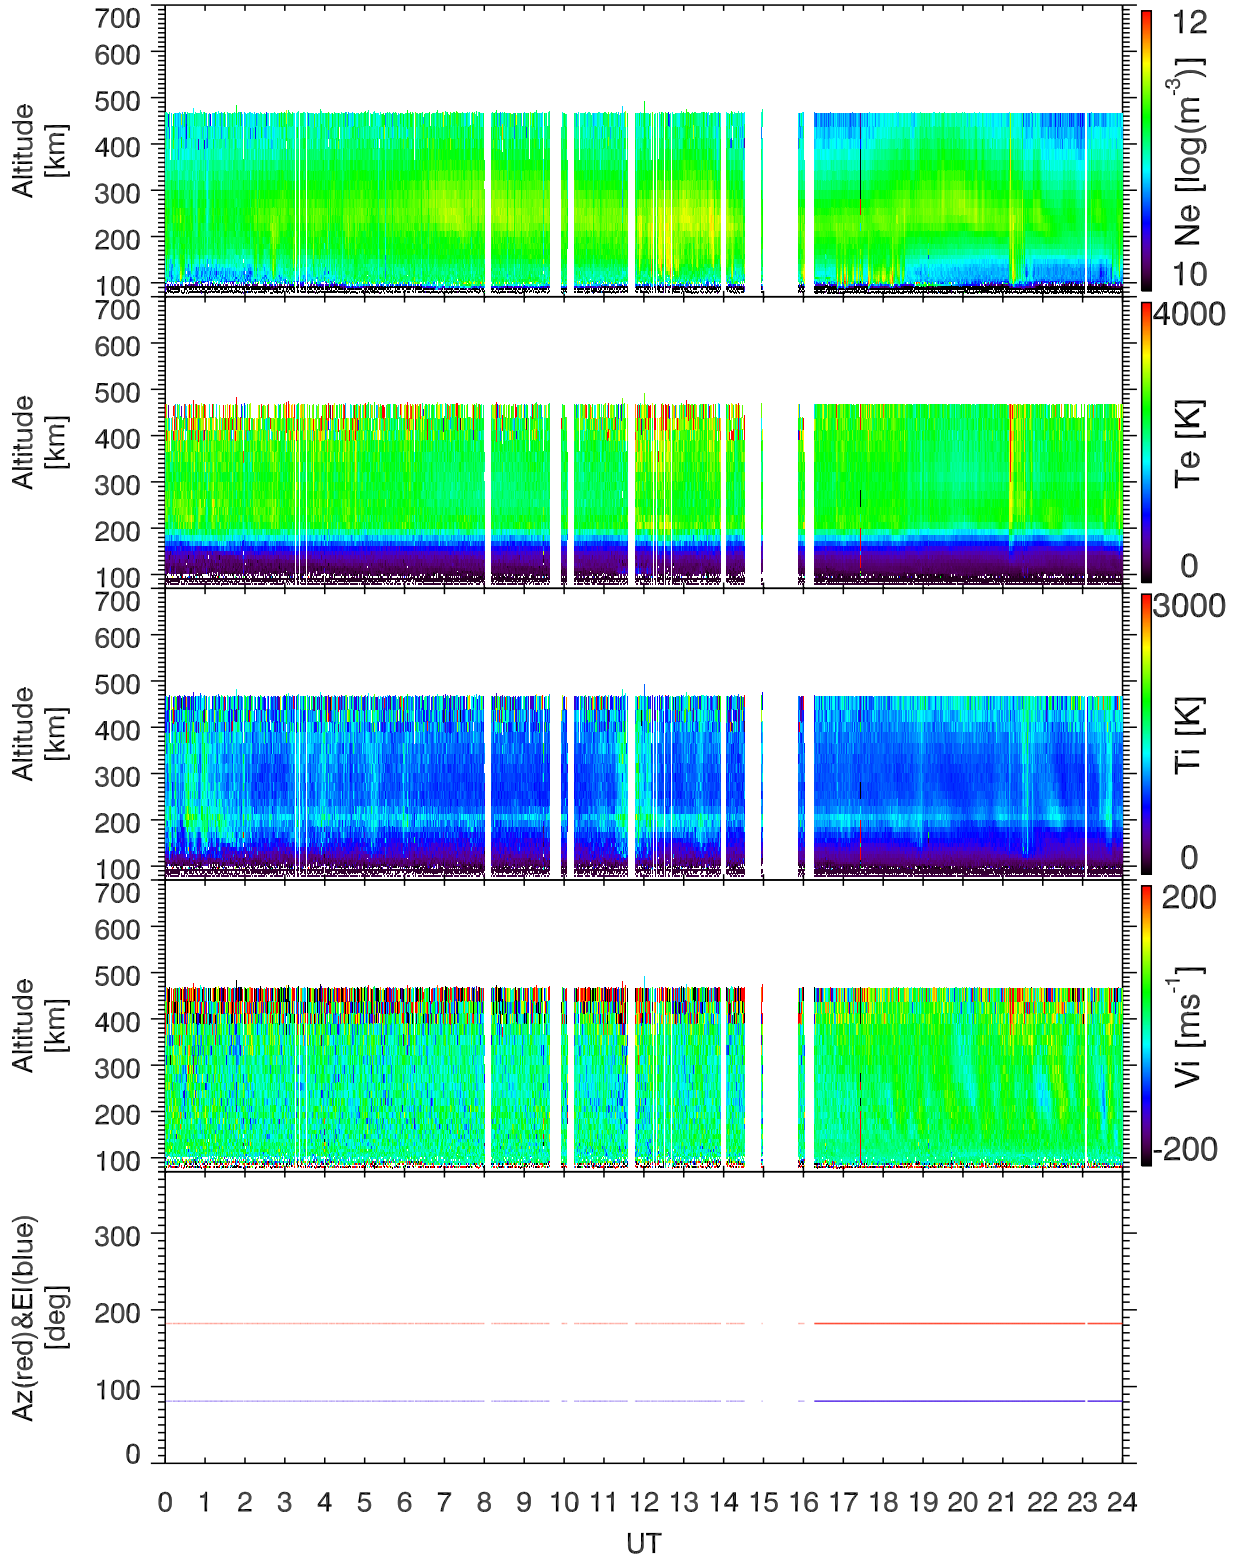 700
600
500
400
300
200
100
Altitude
[km]
12
10
Ne [log(m⁻³)]
700
600
500
400
300
200
100
Altitude
[km]
4000
0
Te [K]
700
600
500
400
300
200
100
Altitude
[km]
3000
0
Ti [K]
700
600
500
400
300
200
100
Altitude
[km]
200
-200
Vi [ms⁻¹]
300
200
100
0
Az(red)&El(blue)
[deg]
0 1 2 3 4 5 6 7 8 9 10 11 12 13 14 15 16 17 18 19 20 21 22 23 24
UT